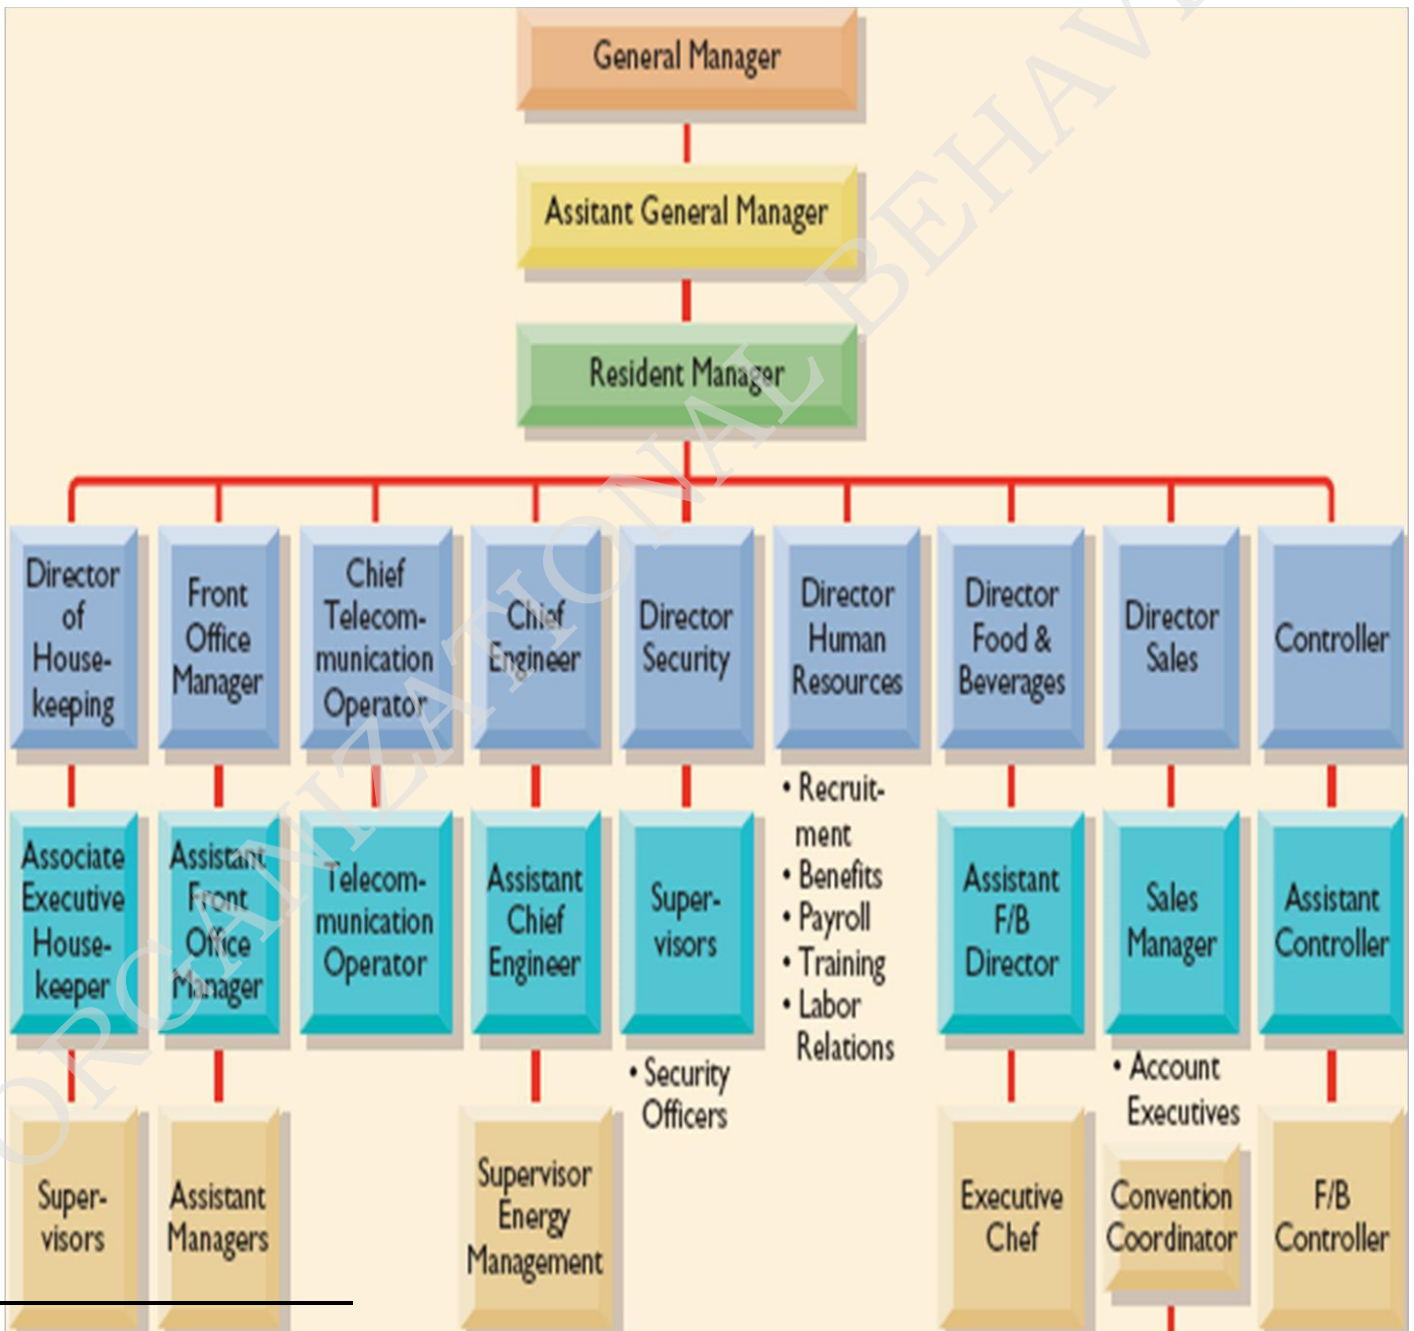 General Manager
Assitant General Manager
Resident Manager
Director
of
House-
keeping
Front
Office
Manager
Chief
Telecom-
munication
Operator
Chief
Engineer
Director
Security
Director
Human
Resources
Director
Food &
Beverages
Director
Sales
Controller
Associate
Executive
House-
keeper
Assistant
Front
Office
Manager
Telecom-
munication
Operator
Assistant
Chief
Engineer
Super-
visors
• Recruit-
ment
• Benefits
• Payroll
• Training
• Labor
Relations
Assistant
F/B
Director
Sales
Manager
Assistant
Controller
• Security
Officers
• Account
Executives
Super-
visors
Assistant
Managers
Supervisor
Energy
Management
Executive
Chef
Convention
Coordinator
F/B
Controller
ORGANIZATIONAL BEHAVI